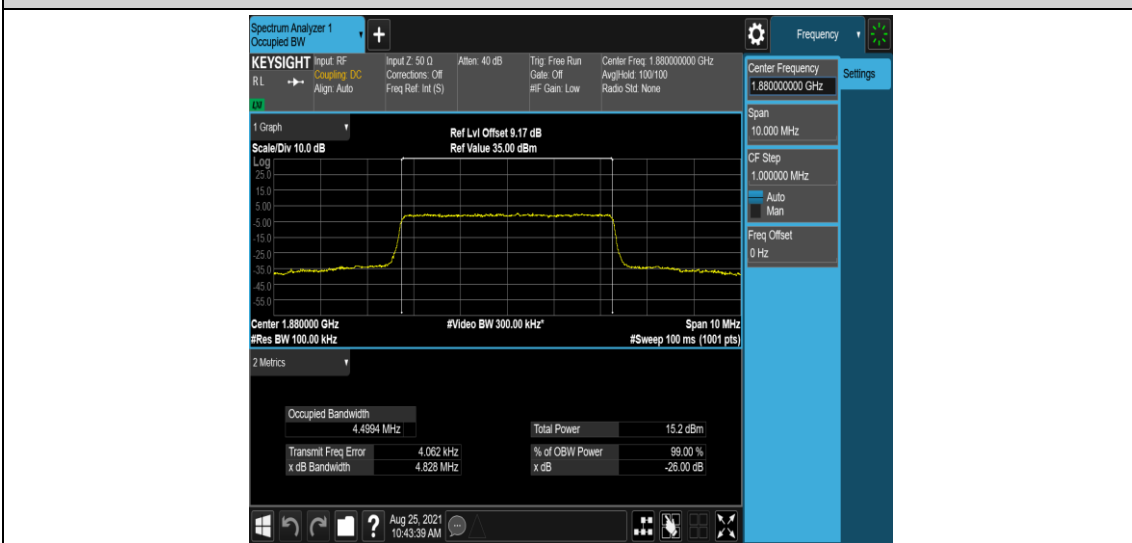 Spectrum Analyzer 1
Occupied BW
+
Frequency
KEYSIGHT
RL
LXI
Input: RF
Coupling: DC
Align: Auto
Input Z: 50 Ω
Corrections: Off
Freq Ref: Int (S)
Atten: 40 dB
Trig: Free Run
Gate: Off
#IF Gain: Low
Center Freq: 1.880000000 GHz
Avg|Hold: 100/100
Radio Std: None
Center Frequency
1.880000000 GHz
Settings
Span
10.000 MHz
CF Step
1.000000 MHz
Auto
Man
Freq Offset
0 Hz
1 Graph
Scale/Div 10.0 dB
Ref Lvl Offset 9.17 dB
Ref Value 35.00 dBm
Log
25.0
15.0
5.00
-5.00
-15.0
-25.0
-35.0
-45.0
-55.0
Center 1.880000 GHz
#Video BW 300.00 kHz*
Span 10 MHz
#Res BW 100.00 kHz
#Sweep 100 ms (1001 pts)
2 Metrics
Occupied Bandwidth
4.4994 MHz
Total Power 15.2 dBm
Transmit Freq Error 4.062 kHz
% of OBW Power 99.00 %
x dB Bandwidth 4.828 MHz
x dB -26.00 dB
?
Aug 25, 2021
10:43:39 AM